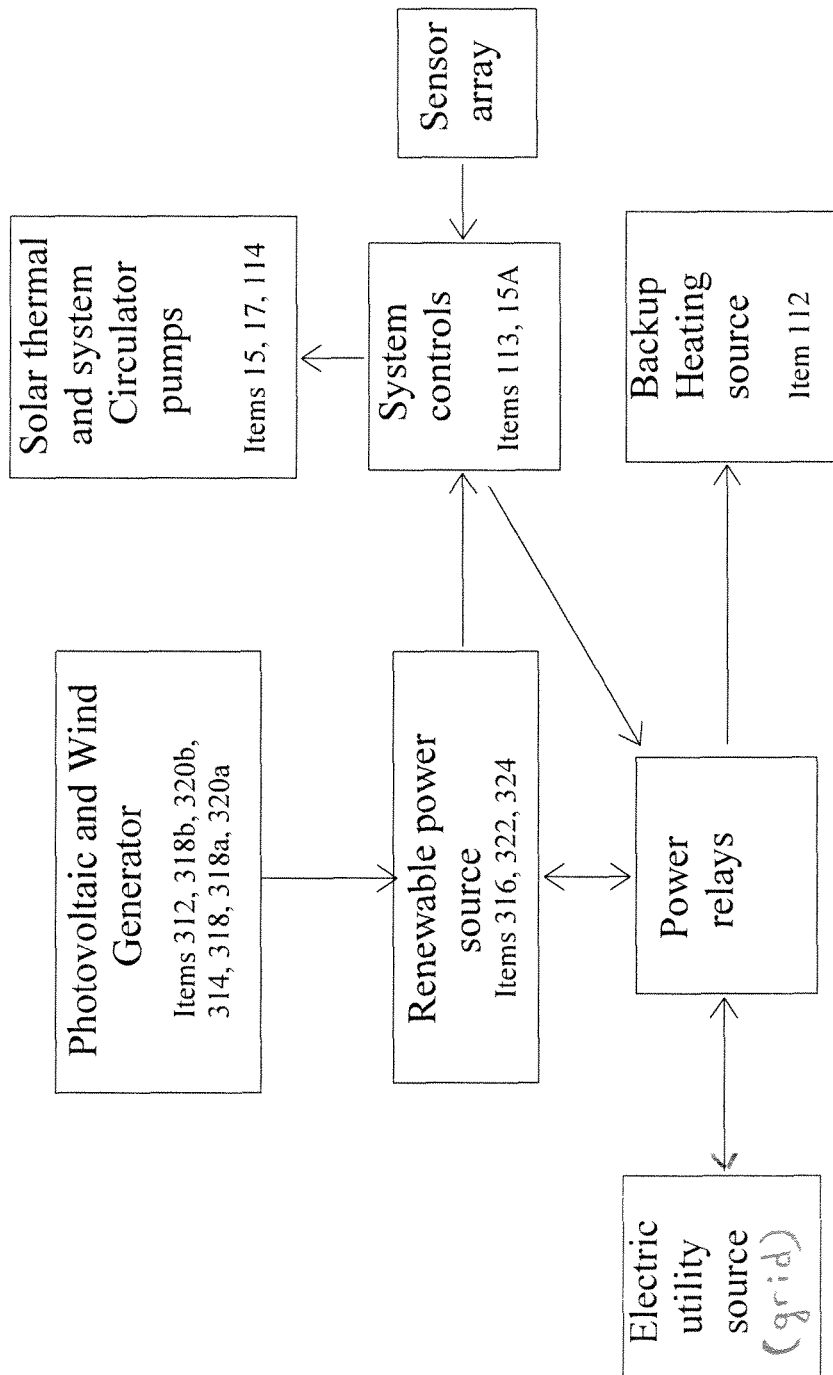 Photovoltaic and Wind
Generator
Items 312, 318b, 320b,
314, 318, 318a, 320a
Solar thermal
and system
Circulator
pumps
Items 15, 17, 114
Electric
utility
source
(grid)
Renewable power
source
Items 316, 322, 324
System
controls
Items 113, 15A
Sensor
array
Power
relays
Backup
Heating
source
Item 112